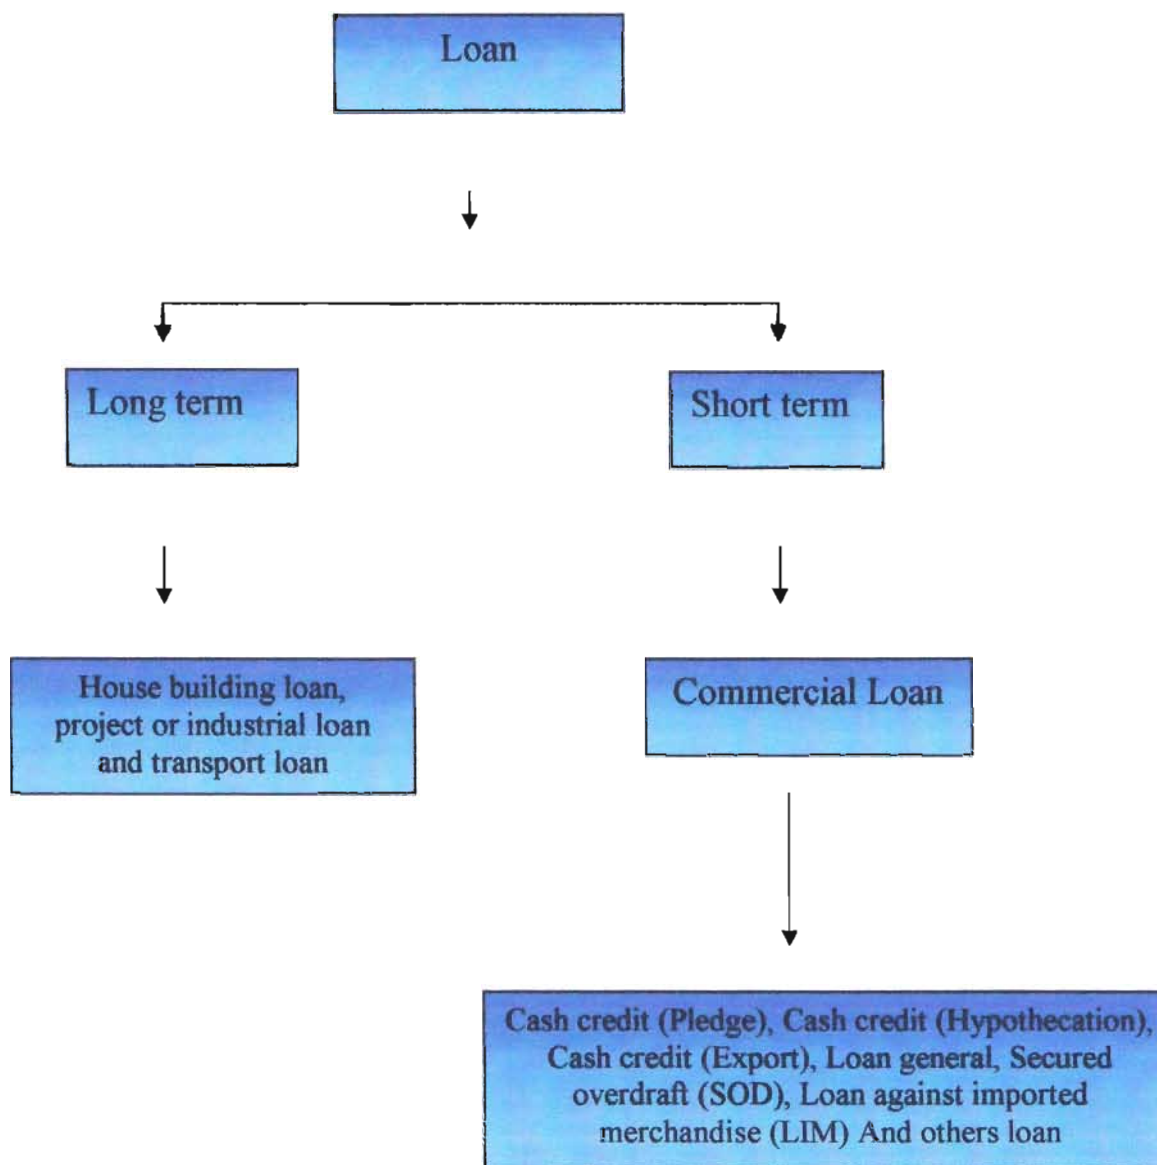 Loan
Long term
Short term
House building loan,
project or industrial loan
and transport loan
Commercial Loan
Cash credit (Pledge), Cash credit (Hypothecation),
Cash credit (Export), Loan general, Secured
overdraft (SOD), Loan against imported
merchandise (LIM) And others loan